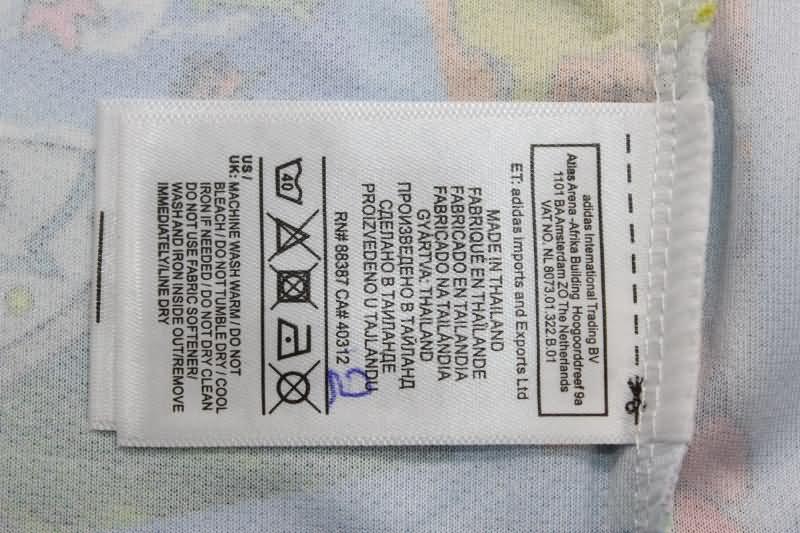 adidas International Trading BV
Atlas Arena -Afrika Building Hoogoorddreef 9a
1101 BA Amsterdam ZO The Netherlands
VAT NO. NL 8073.01.322.B.01
ET: adidas Imports and Exports Ltd
MADE IN THAILAND
FABRIQUÉ EN THAÏLANDE
FABRICADO EN TAILANDIA
FABRICADO NA TAILÂNDIA
GYÁRTVA: THAILAND
ПРОИЗВЕДЕНО В ТАЙЛАНД
СДЕЛАНО В ТАИЛАНДЕ
PROIZVEDENO U TAJLANDU
RN# 88387 CA# 40312
40
US /
UK: MACHINE WASH WARM / DO NOT
BLEACH / DO NOT TUMBLE DRY / COOL
IRON IF NEEDED / DO NOT DRY CLEAN
DO NOT USE FABRIC SOFTENER/
WASH AND IRON INSIDE OUT/REMOVE
IMMEDIATELY/LINE DRY